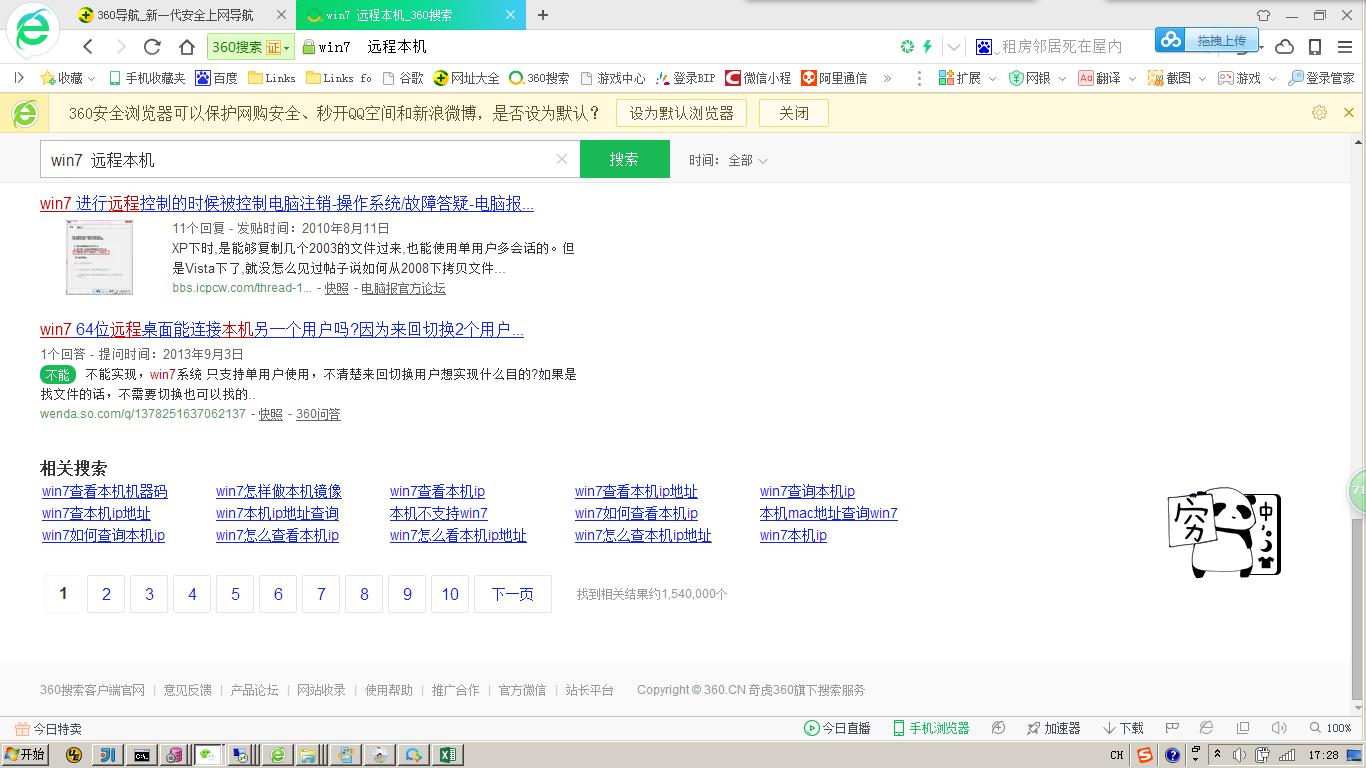 360导航_新一代安全上网导航
win7 远程本机_360搜索
360搜索 证
win7 远程本机
租房邻居死在屋内
拖拽上传
收藏 手机收藏夹 百度 Links Links fo 谷歌 网址大全 360搜索 游戏中心 登录BIP 微信小程 阿里通信 » 扩展 网银 Aa 翻译 截图 游戏 登录管家
360安全浏览器可以保护网购安全、秒开QQ空间和新浪微博，是否设为默认？ 设为默认浏览器 关闭
win7 远程本机 搜索 时间： 全部
win7 进行远程控制的时候被控制电脑注销-操作系统/故障答疑-电脑报...
11个回复 - 发贴时间：2010年8月11日
XP下时,是能够复制几个2003的文件过来,也能使用单用户多会话的。但
是Vista下了,就没怎么见过帖子说如何从2008下拷贝文件...
bbs.icpcw.com/thread-1... - 快照 - 电脑报官方论坛
win7 64位远程桌面能连接本机另一个用户吗?因为来回切换2个用户...
1个回答 - 提问时间：2013年9月3日
不能 不能实现，win7系统 只支持单用户使用，不清楚来回切换用户想实现什么目的?如果是
找文件的话，不需要切换也可以找的..
wenda.so.com/q/1378251637062137 - 快照 - 360问答
相关搜索
win7查看本机机器码 win7怎样做本机镜像 win7查看本机ip win7查看本机ip地址 win7查询本机ip
win7查本机ip地址 win7本机ip地址查询 本机不支持win7 win7如何查看本机ip 本机mac地址查询win7
win7如何查询本机ip win7怎么查看本机ip win7怎么看本机ip地址 win7怎么查本机ip地址 win7本机ip
穷 中
71
1 2 3 4 5 6 7 8 9 10 下一页 找到相关结果约1,540,000个
360搜索客户端官网 | 意见反馈 | 产品论坛 | 网站收录 | 使用帮助 | 推广合作 | 官方微信 | 站长平台 Copyright © 360.CN 奇虎360旗下搜索服务
今日特卖 今日直播 手机浏览器 加速器 下载 100%
开始 CH 17:28